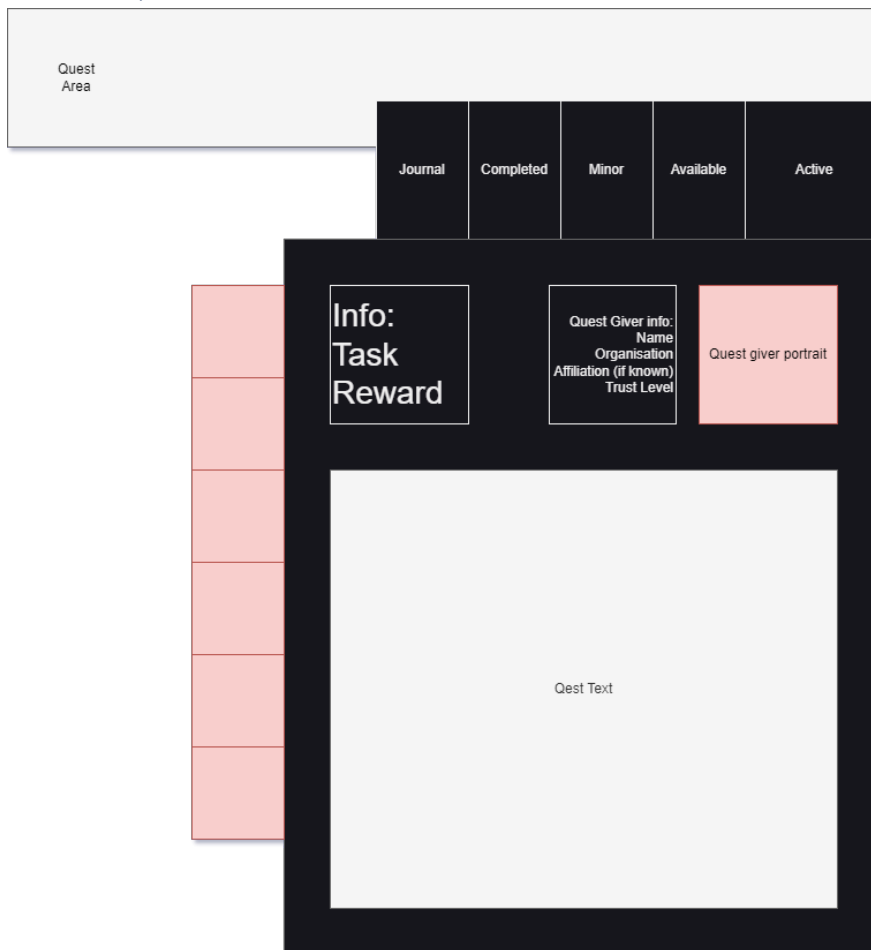 Quest
Area
Journal
Completed
Minor
Available
Active
Info:
Task
Reward
Quest Giver info:
Name
Organisation
Affiliation (if known)
Trust Level
Quest giver portrait
Qest Text